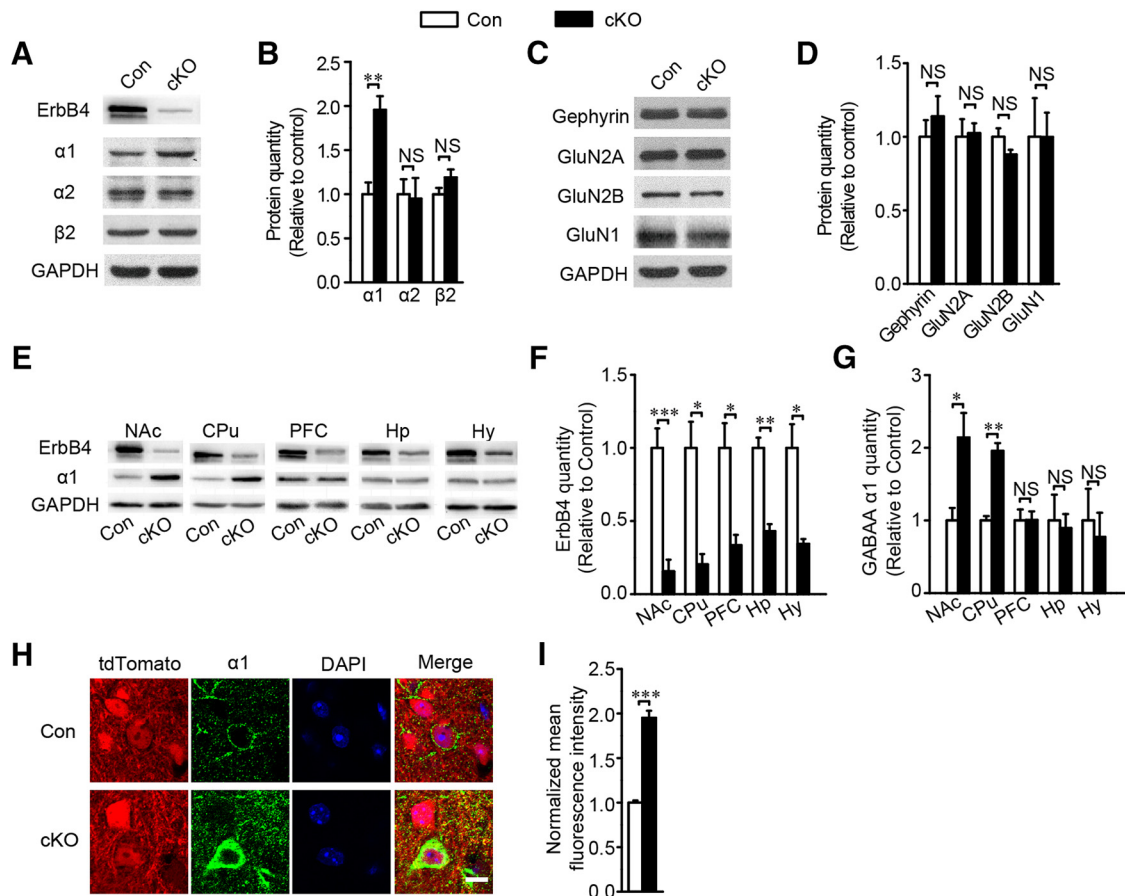 Con cKO
A
Con cKO
ErbB4
α1
α2
β2
GAPDH
B
Protein quantity
(Relative to control)
2.5
2.0
1.5
1.0
0.5
0.0
** NS NS
α1 α2 β2
C
Con cKO
Gephyrin
GluN2A
GluN2B
GluN1
GAPDH
D
Protein quantity
(Relative to control)
1.5
1.0
0.5
0.0
NS NS NS NS
Gephyrin GluN2A GluN2B GluN1
E
NAc CPu PFC Hp Hy
ErbB4
α1
GAPDH
Con cKO Con cKO Con cKO Con cKO Con cKO
F
ErbB4 quantity
(Relative to Control)
1.5
1.0
0.5
0.0
*** * * ** *
NAc CPu PFC Hp Hy
G
GABAA α1 quantity
(Relative to Control)
3
2
1
0
* ** NS NS NS
NAc CPu PFC Hp Hy
H
tdTomato α1 DAPI Merge
Con
cKO
I
Normalized mean
fluorescence intensity
2.5
2.0
1.5
1.0
0.5
0.0
***